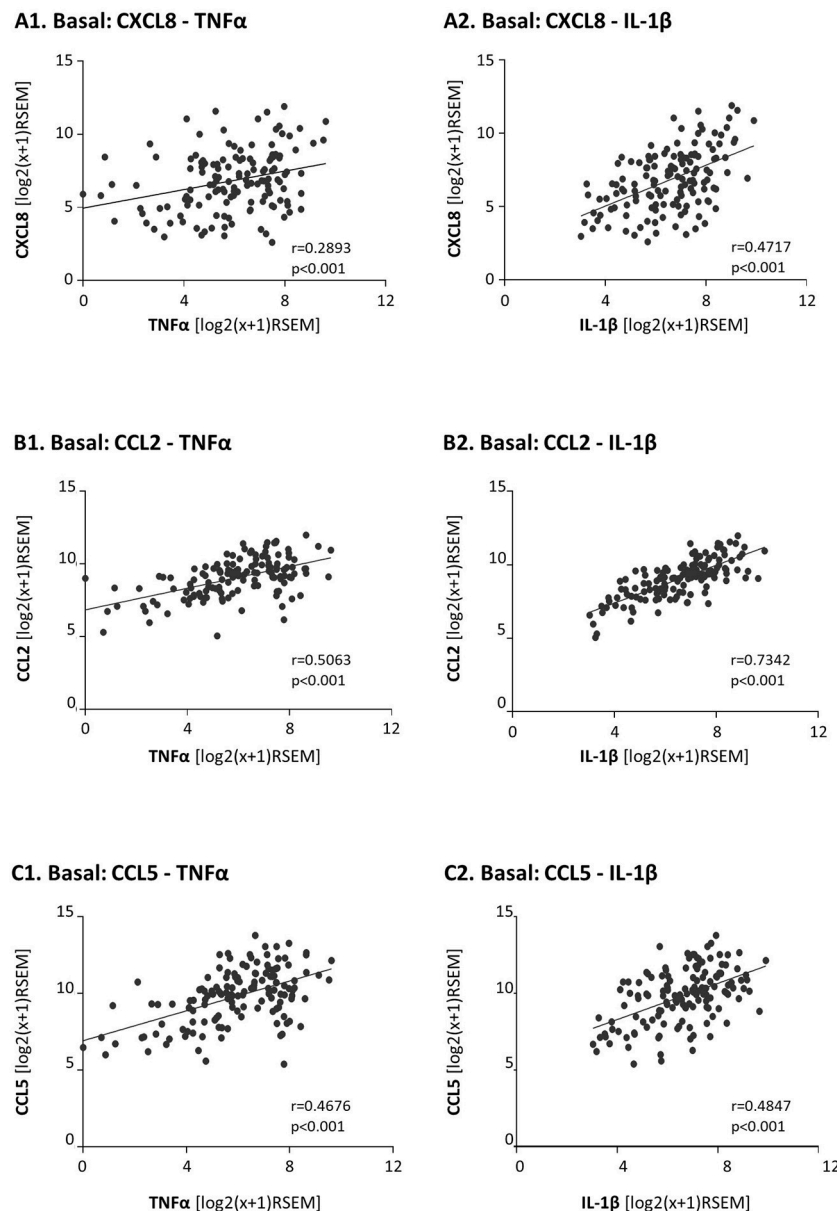 A1. Basal: CXCL8 - TNFα
CXCL8 [log2(x+1)RSEM]
15
10
5
0
0 4 8 12
r=0.2893
p<0.001
TNFα [log2(x+1)RSEM]
A2. Basal: CXCL8 - IL-1β
CXCL8 [log2(x+1)RSEM]
15
10
5
0
0 4 8 12
r=0.4717
p<0.001
IL-1β [log2(x+1)RSEM]
B1. Basal: CCL2 - TNFα
CCL2 [log2(x+1)RSEM]
15
10
5
0
0 4 8 12
r=0.5063
p<0.001
TNFα [log2(x+1)RSEM]
B2. Basal: CCL2 - IL-1β
CCL2 [log2(x+1)RSEM]
15
10
5
0
0 4 8 12
r=0.7342
p<0.001
IL-1β [log2(x+1)RSEM]
C1. Basal: CCL5 - TNFα
CCL5 [log2(x+1)RSEM]
15
10
5
0
0 4 8 12
r=0.4676
p<0.001
TNFα [log2(x+1)RSEM]
C2. Basal: CCL5 - IL-1β
CCL5 [log2(x+1)RSEM]
15
10
5
0
0 4 8 12
r=0.4847
p<0.001
IL-1β [log2(x+1)RSEM]